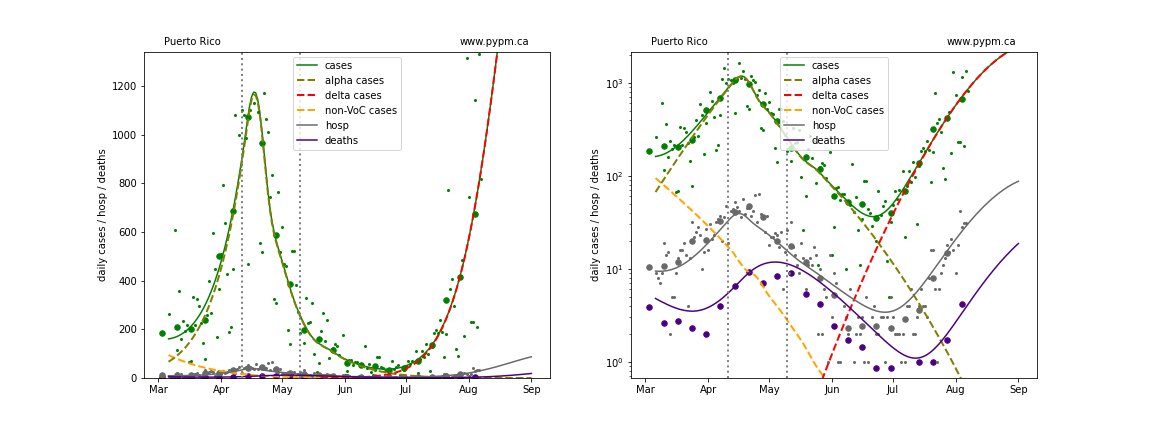 Puerto Rico www.pypm.ca
cases
alpha cases
delta cases
non-VoC cases
hosp
deaths
daily cases / hosp / deaths
1200
1000
800
600
400
200
0
Mar Apr May Jun Jul Aug Sep
Puerto Rico www.pypm.ca
cases
alpha cases
delta cases
non-VoC cases
hosp
deaths
daily cases / hosp / deaths
10³
10²
10¹
10⁰
Mar Apr May Jun Jul Aug Sep